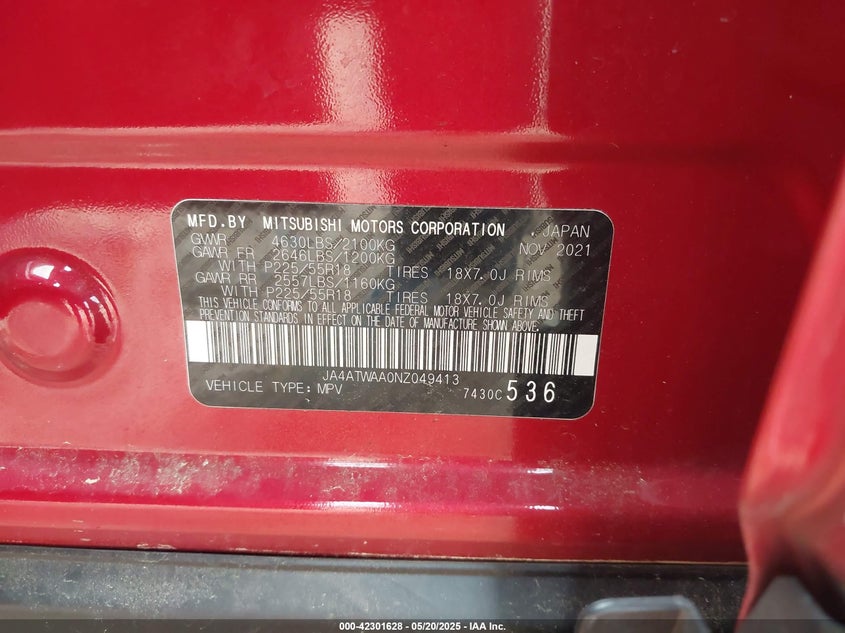 MFD.BY MITSUBISHI MOTORS CORPORATION , JAPAN
GVWR 4630LBS/2100KG NOV 2021
GAWR FR 2646LBS/1200KG
WITH P225/55R18 TIRES 18X7.0J RIMS
GAWR RR 2557LBS/1160KG
WITH P225/55R18 TIRES 18X7.0J RIMS
THIS VEHICLE CONFORMS TO ALL APPLICABLE FEDERAL MOTOR VEHICLE SAFETY AND THEFT
PREVENTION STANDARDS IN EFFECT ON THE DATE OF MANUFACTURE SHOWN ABOVE.
JA4ATWAA0NZ049413
VEHICLE TYPE: MPV 7430C 536
000-42301628 - 05/20/2025 - IAA Inc.